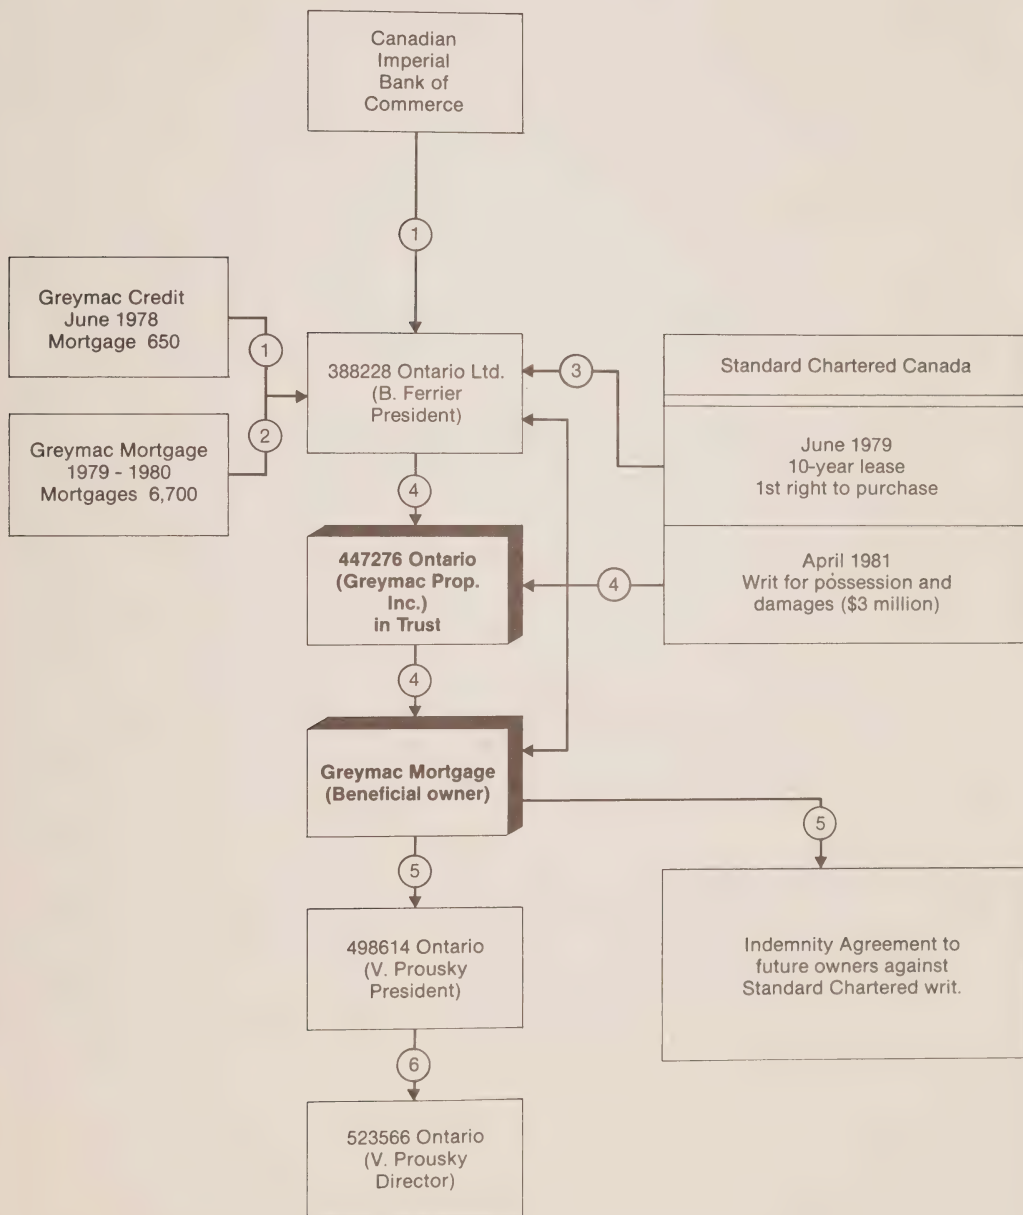 Canadian
Imperial
Bank of
Commerce
1
Greymac Credit
June 1978
Mortgage 650
1
2
Greymac Mortgage
1979 - 1980
Mortgages 6,700
388228 Ontario Ltd.
(B. Ferrier
President)
3
Standard Chartered Canada
June 1979
10-year lease
1st right to purchase
April 1981
Writ for possession and
damages ($3 million)
4
447276 Ontario
(Greymac Prop.
Inc.)
in Trust
4
4
Greymac Mortgage
(Beneficial owner)
5
5
498614 Ontario
(V. Prousky
President)
Indemnity Agreement to
future owners against
Standard Chartered writ.
6
523566 Ontario
(V. Prousky
Director)